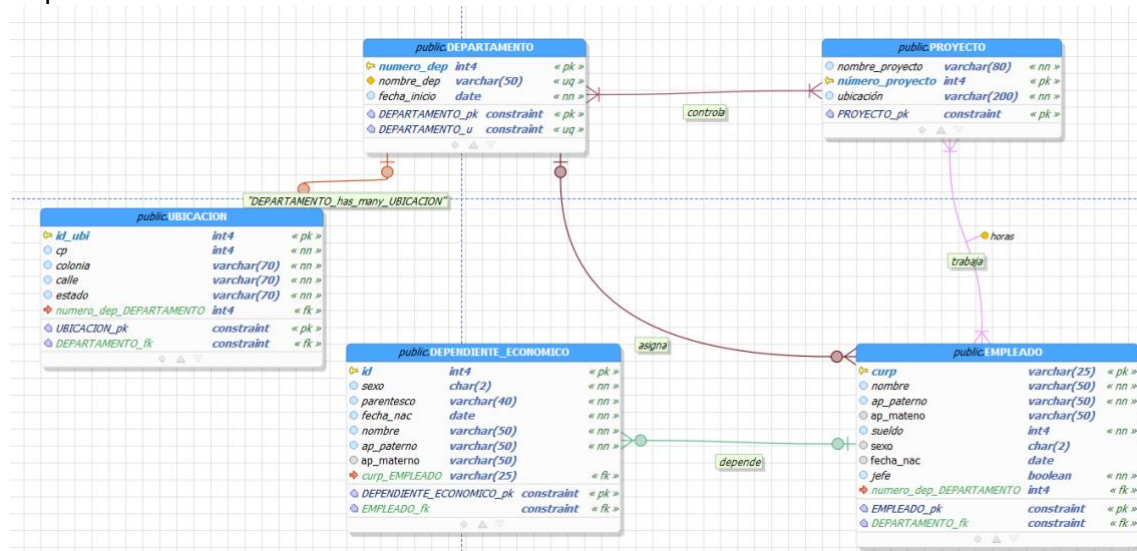 public.DEPARTAMENTO
numero_dep int4 « pk »
nombre_dep varchar(50) « uq »
fecha_inicio date « nn »
DEPARTAMENTO_pk constraint « pk »
DEPARTAMENTO_u constraint « uq »
public.PROYECTO
nombre_proyecto varchar(80) « nn »
número_proyecto int4 « pk »
ubicación varchar(200) « nn »
PROYECTO_pk constraint « pk »
controla
"DEPARTAMENTO_has_many_UBICACION"
public.UBICACION
id_ubi int4 « pk »
cp int4 « nn »
colonia varchar(70) « nn »
calle varchar(70) « nn »
estado varchar(70) « nn »
numero_dep_DEPARTAMENTO int4 « fk »
UBICACION_pk constraint « pk »
DEPARTAMENTO_fk constraint « fk »
horas
trabaja
asigna
public.DEPENDIENTE_ECONOMICO
id int4 « pk »
sexo char(2) « nn »
parentesco varchar(40) « nn »
fecha_nac date « nn »
nombre varchar(50) « nn »
ap_paterno varchar(50) « nn »
ap_materno varchar(50)
curp_EMPLEADO varchar(25) « fk »
DEPENDIENTE_ECONOMICO_pk constraint « pk »
EMPLEADO_fk constraint « fk »
depende
public.EMPLEADO
curp varchar(25) « pk »
nombre varchar(50) « nn »
ap_paterno varchar(50) « nn »
ap_mateno varchar(50)
sueldo int4 « nn »
sexo char(2)
fecha_nac date
jefe boolean « nn »
numero_dep_DEPARTAMENTO int4 « fk »
EMPLEADO_pk constraint « pk »
DEPARTAMENTO_fk constraint « fk »